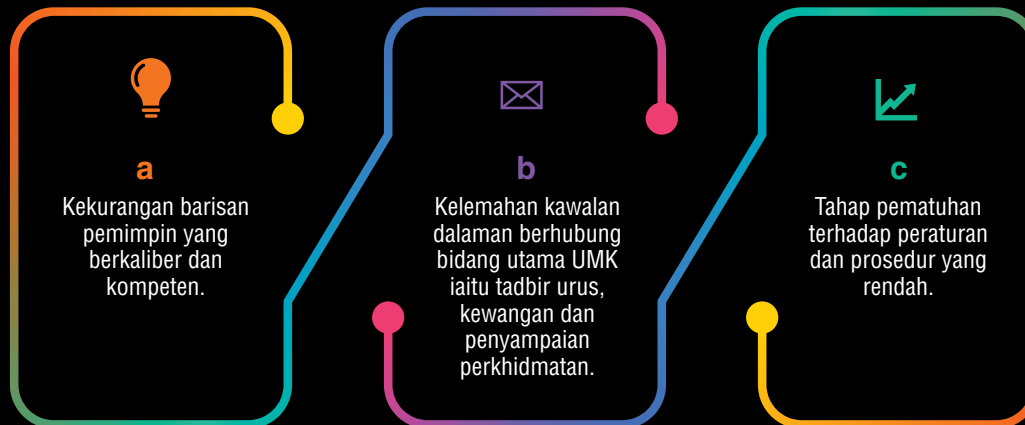 a
Kekurangan barisan
pemimpin yang
berkaliber dan
kompeten.
b
Kelemahan kawalan
dalaman berhubung
bidang utama UMK
iaitu tadbir urus,
kewangan dan
penyampaian
perkhidmatan.
c
Tahap pematuhan
terhadap peraturan
dan prosedur yang
rendah.